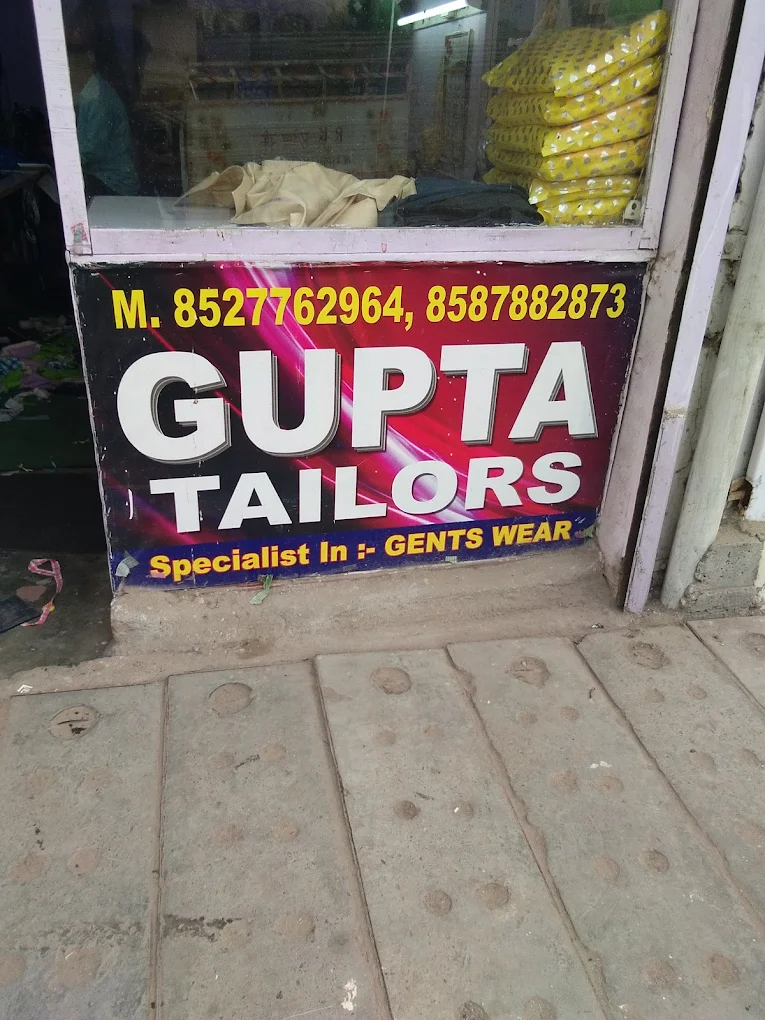 M. 8527762964, 8587882873
GUPTA
TAILORS
Specialist In :- GENTS WEAR